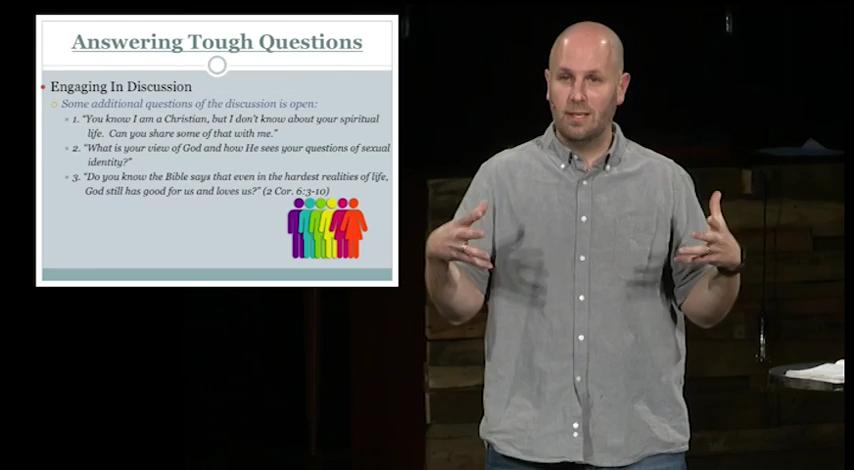 Answering Tough Questions
Engaging In Discussion
Some additional questions of the discussion is open:
1. "You know I am a Christian, but I don't know about your spiritual
life. Can you share some of that with me."
2. "What is your view of God and how He sees your questions of sexual
identity?"
3. "Do you know the Bible says that even in the hardest realities of life,
God still has good for us and loves us?" (2 Cor. 6:3-10)